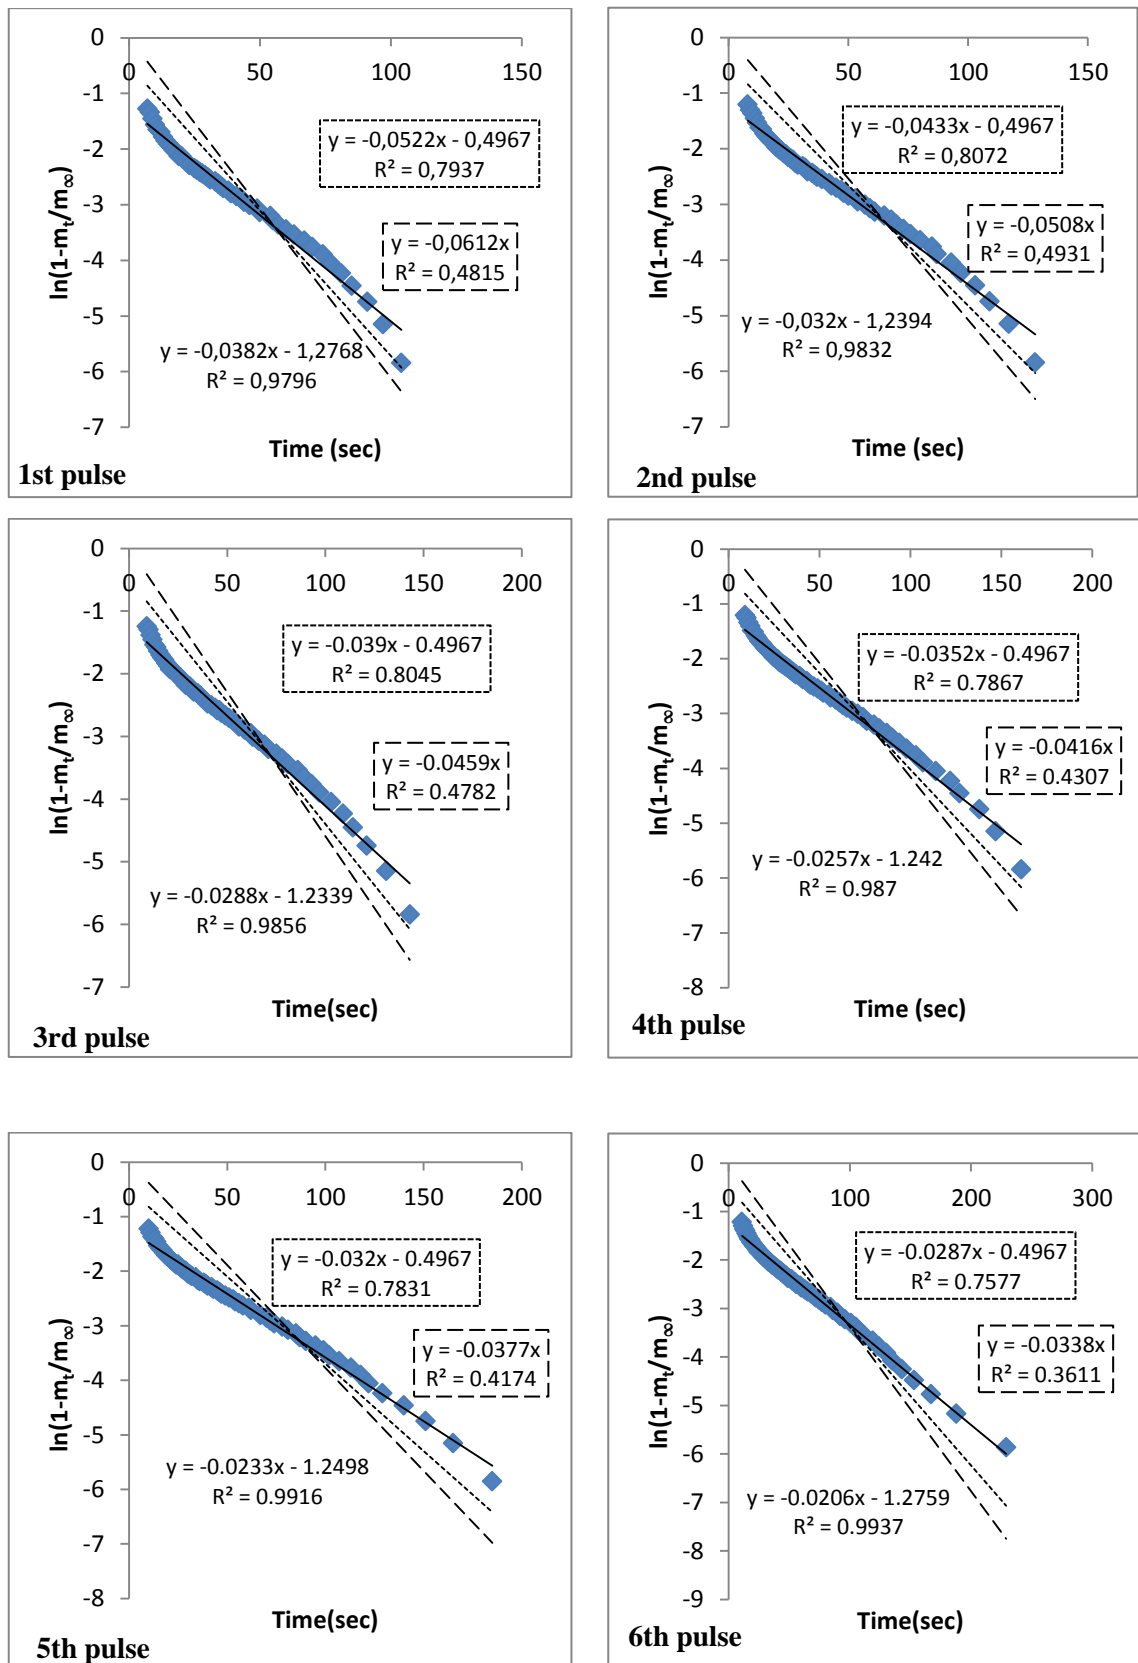 0
0
50
100
150
-1
-2
-3
-4
-5
-6
-7
ln(1-mt/m∞)
y = -0,0522x - 0,4967
R² = 0,7937
y = -0,0612x
R² = 0,4815
y = -0,0382x - 1,2768
R² = 0,9796
Time (sec)
1st pulse
0
0
50
100
150
-1
-2
-3
-4
-5
-6
-7
ln(1-mt/m∞)
y = -0,0433x - 0,4967
R² = 0,8072
y = -0,0508x
R² = 0,4931
y = -0,032x - 1,2394
R² = 0,9832
Time (sec)
2nd pulse
0
0
50
100
150
200
-1
-2
-3
-4
-5
-6
-7
ln(1-mt/m∞)
y = -0.039x - 0.4967
R² = 0.8045
y = -0.0459x
R² = 0.4782
y = -0.0288x - 1.2339
R² = 0.9856
Time(sec)
3rd pulse
0
0
50
100
150
200
-1
-2
-3
-4
-5
-6
-7
-8
ln(1-mt/m∞)
y = -0.0352x - 0.4967
R² = 0.7867
y = -0.0416x
R² = 0.4307
y = -0.0257x - 1.242
R² = 0.987
Time (sec)
4th pulse
0
0
50
100
150
200
-1
-2
-3
-4
-5
-6
-7
-8
ln(1-mt/m∞)
y = -0.032x - 0.4967
R² = 0.7831
y = -0.0377x
R² = 0.4174
y = -0.0233x - 1.2498
R² = 0.9916
Time(sec)
5th pulse
0
0
100
200
300
-1
-2
-3
-4
-5
-6
-7
-8
-9
ln(1-mt/m∞)
y = -0.0287x - 0.4967
R² = 0.7577
y = -0.0338x
R² = 0.3611
y = -0.0206x - 1.2759
R² = 0.9937
Time(sec)
6th pulse